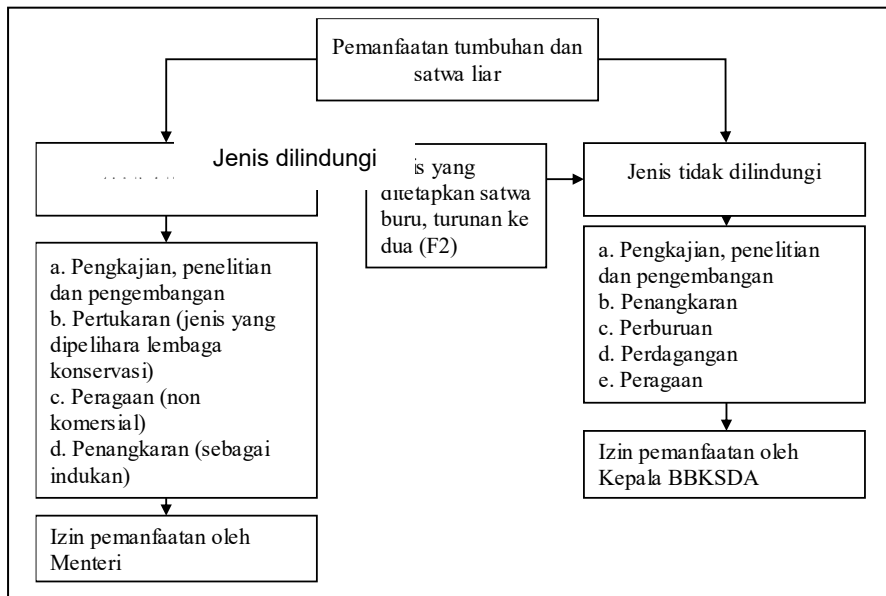 Pemanfaatan tumbuhan dan
satwa liar
Jenis dilindungi
yang
ditetapkan satwa
buru, turunan ke
dua (F2)
Jenis tidak dilindungi
a. Pengkajian, penelitian
dan pengembangan
b. Pertukaran (jenis yang
dipelihara lembaga
konservasi)
c. Peragaan (non
komersial)
d. Penangkaran (sebagai
indukan)
Izin pemanfaatan oleh
Menteri
a. Pengkajian, penelitian
dan pengembangan
b. Penangkaran
c. Perburuan
d. Perdagangan
e. Peragaan
Izin pemanfaatan oleh
Kepala BBKSDA